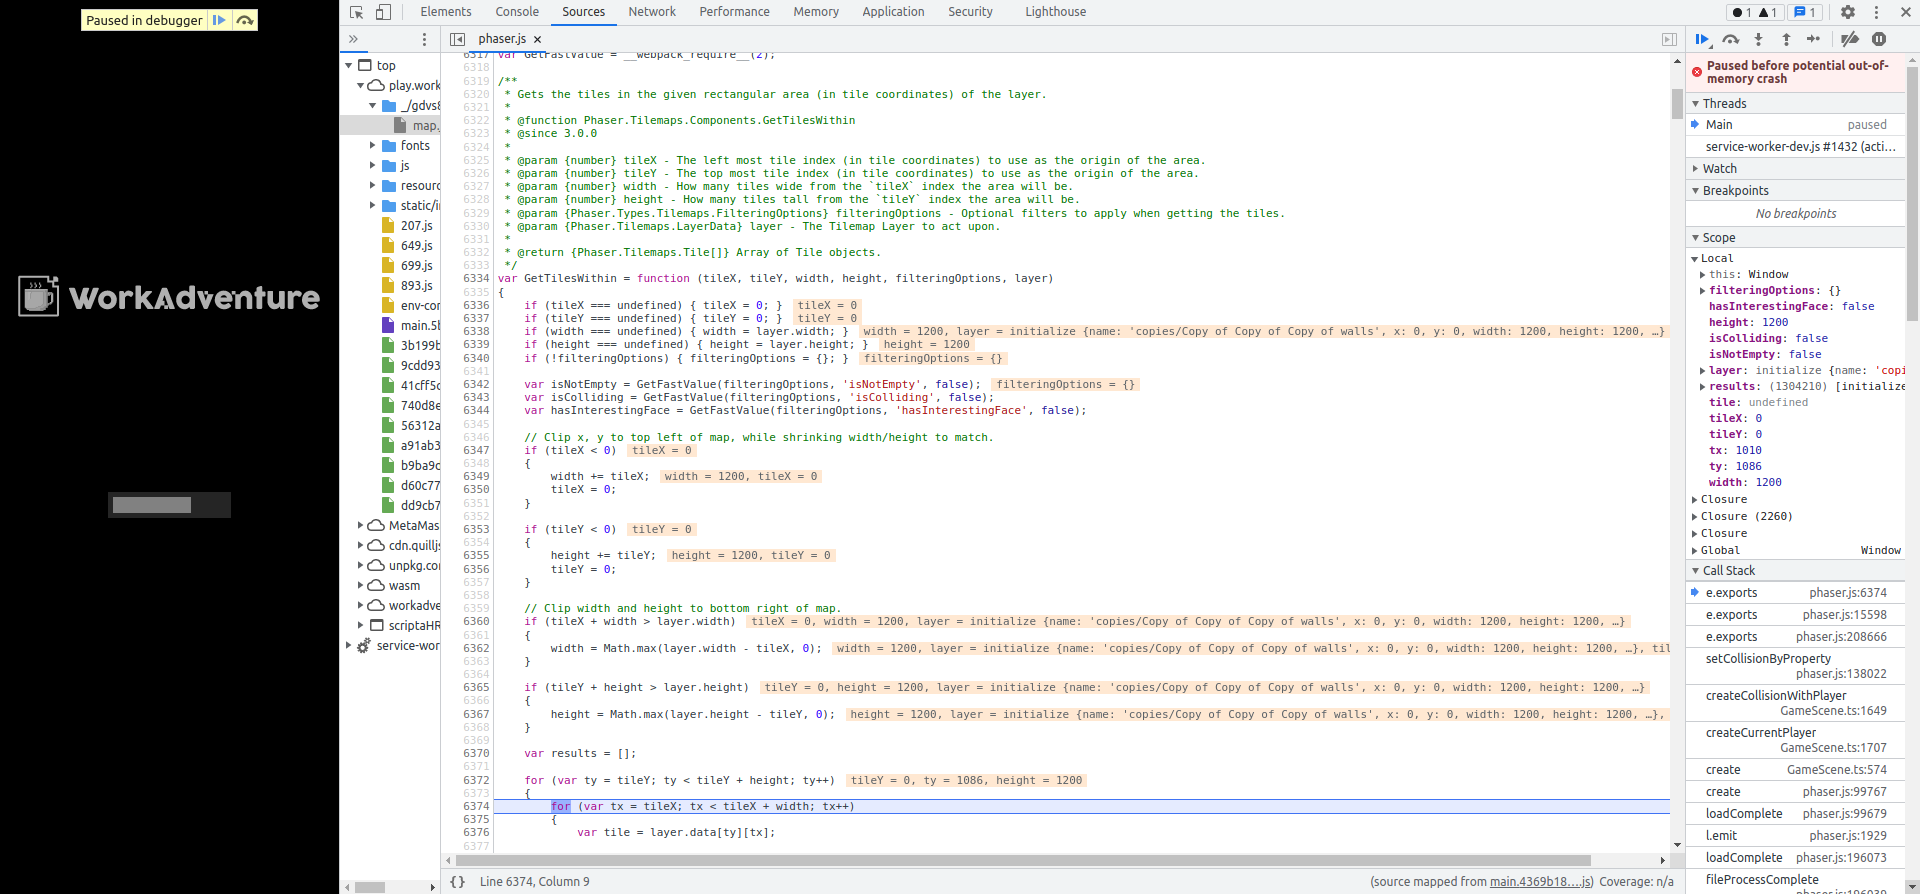 Paused in debugger
WorkAdventure
Elements Console Sources Network Performance Memory Application Security Lighthouse
1 1 1
phaser.js
top
play.work
_/gdvs8
map.
fonts
js
resourc
static/i
207.js
649.js
699.js
893.js
env-cor
main.5b
3b199b
9cdd93
41cff5c
740d8e
56312a
a91ab3
b9ba9c
d60c77
dd9cb7
MetaMas
cdn.quilljs
unpkg.co
wasm
workadve
scriptaHR
service-wor
6317 var GetFastValue = __webpack_require__(2);
6318
6319 /**
6320 * Gets the tiles in the given rectangular area (in tile coordinates) of the layer.
6321 *
6322 * @function Phaser.Tilemaps.Components.GetTilesWithin
6323 * @since 3.0.0
6324 *
6325 * @param {number} tileX - The left most tile index (in tile coordinates) to use as the origin of the area.
6326 * @param {number} tileY - The top most tile index (in tile coordinates) to use as the origin of the area.
6327 * @param {number} width - How many tiles wide from the `tileX` index the area will be.
6328 * @param {number} height - How many tiles tall from the `tileY` index the area will be.
6329 * @param {Phaser.Types.Tilemaps.FilteringOptions} filteringOptions - Optional filters to apply when getting the tiles.
6330 * @param {Phaser.Tilemaps.LayerData} layer - The Tilemap Layer to act upon.
6331 *
6332 * @return {Phaser.Tilemaps.Tile[]} Array of Tile objects.
6333 */
6334 var GetTilesWithin = function (tileX, tileY, width, height, filteringOptions, layer)
6335 {
6336 if (tileX === undefined) { tileX = 0; } tileX = 0
6337 if (tileY === undefined) { tileY = 0; } tileY = 0
6338 if (width === undefined) { width = layer.width; } width = 1200, layer = initialize {name: 'copies/Copy of Copy of Copy of walls', x: 0, y: 0, width: 1200, height: 1200, …}
6339 if (height === undefined) { height = layer.height; } height = 1200
6340 if (!filteringOptions) { filteringOptions = {}; } filteringOptions = {}
6341
6342 var isNotEmpty = GetFastValue(filteringOptions, 'isNotEmpty', false); filteringOptions = {}
6343 var isColliding = GetFastValue(filteringOptions, 'isColliding', false);
6344 var hasInterestingFace = GetFastValue(filteringOptions, 'hasInterestingFace', false);
6345
6346 // Clip x, y to top left of map, while shrinking width/height to match.
6347 if (tileX < 0) tileX = 0
6348 {
6349 width += tileX; width = 1200, tileX = 0
6350 tileX = 0;
6351 }
6352
6353 if (tileY < 0) tileY = 0
6354 {
6355 height += tileY; height = 1200, tileY = 0
6356 tileY = 0;
6357 }
6358
6359 // Clip width and height to bottom right of map.
6360 if (tileX + width > layer.width) tileX = 0, width = 1200, layer = initialize {name: 'copies/Copy of Copy of Copy of walls', x: 0, y: 0, width: 1200, height: 1200, …}
6361 {
6362 width = Math.max(layer.width - tileX, 0); width = 1200, layer = initialize {name: 'copies/Copy of Copy of Copy of walls', x: 0, y: 0, width: 1200, height: 1200, …}, til
6363 }
6364
6365 if (tileY + height > layer.height) tileY = 0, height = 1200, layer = initialize {name: 'copies/Copy of Copy of Copy of walls', x: 0, y: 0, width: 1200, height: 1200, …}
6366 {
6367 height = Math.max(layer.height - tileY, 0); height = 1200, layer = initialize {name: 'copies/Copy of Copy of Copy of walls', x: 0, y: 0, width: 1200, height: 1200, …},
6368 }
6369
6370 var results = [];
6371
6372 for (var ty = tileY; ty < tileY + height; ty++) tileY = 0, ty = 1086, height = 1200
6373 {
6374 for (var tx = tileX; tx < tileX + width; tx++)
6375 {
6376 var tile = layer.data[ty][tx];
6377
{} Line 6374, Column 9
(source mapped from main.4369b18….js) Coverage: n/a
Paused before potential out-of-
memory crash
Threads
Main paused
service-worker-dev.js #1432 (acti...
Watch
Breakpoints
No breakpoints
Scope
Local
this: Window
filteringOptions: {}
hasInterestingFace: false
height: 1200
isColliding: false
isNotEmpty: false
layer: initialize {name: 'copi
results: (1304210) [initialize
tile: undefined
tileX: 0
tileY: 0
tx: 1010
ty: 1086
width: 1200
Closure
Closure (2260)
Closure
Global Window
Call Stack
e.exports phaser.js:6374
e.exports phaser.js:15598
e.exports phaser.js:208666
setCollisionByProperty
phaser.js:138022
createCollisionWithPlayer
GameScene.ts:1649
createCurrentPlayer
GameScene.ts:1707
create GameScene.ts:574
create phaser.js:99767
loadComplete phaser.js:99679
l.emit phaser.js:1929
loadComplete phaser.js:196073
fileProcessComplete